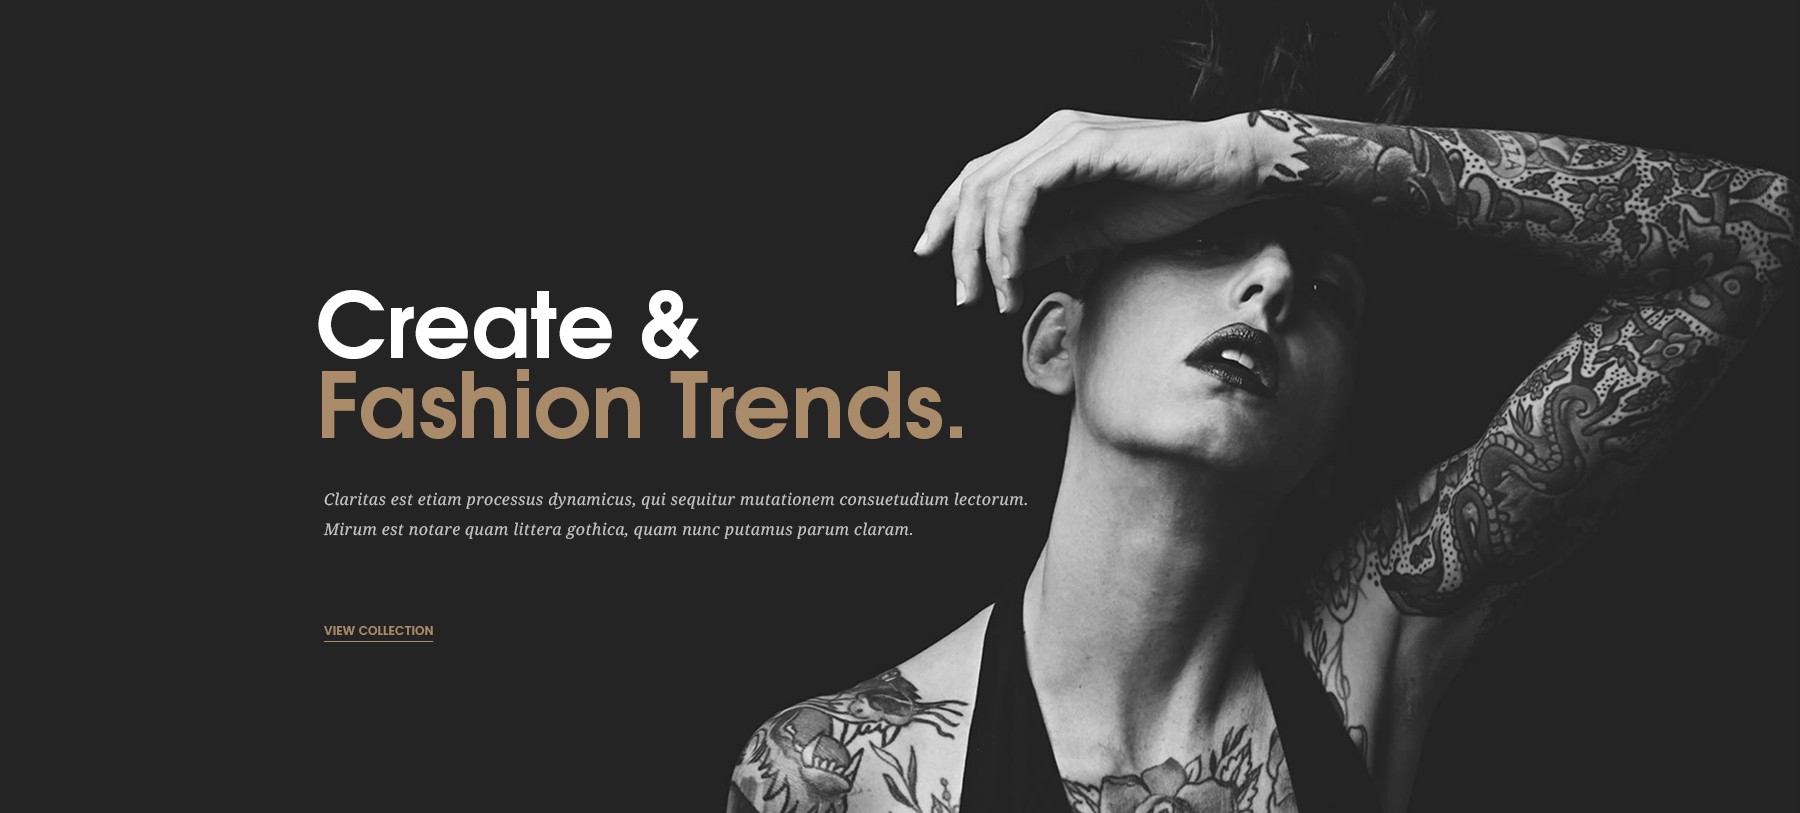 Create &
Fashion Trends.
Claritas est etiam processus dynamicus, qui sequitur mutationem consuetudium lectorum.
Mirum est notare quam littera gothica, quam nunc putamus parum claram.
VIEW COLLECTION